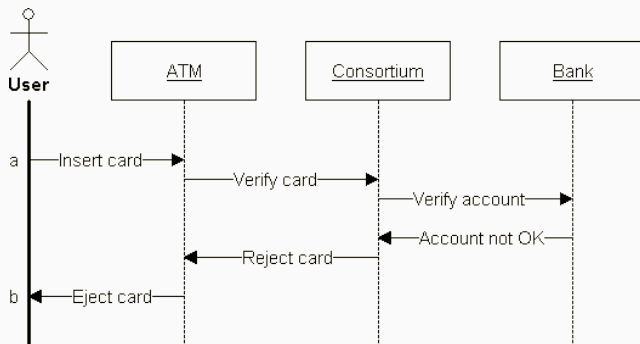 User
ATM
Consortium
Bank
a
Insert card
Verify card
Verify account
Account not OK
Reject card
b
Eject card